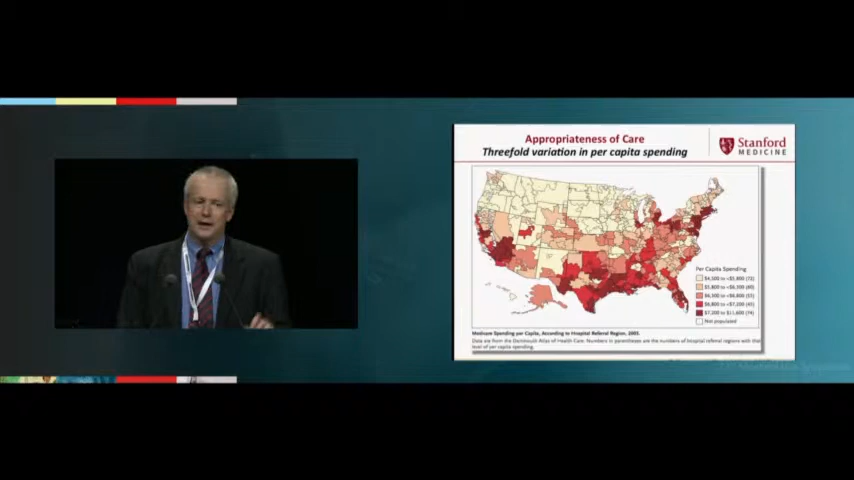 Appropriateness of Care
Threefold variation in per capita spending
Stanford
MEDICINE
Per Capita Spending
$4,500 to <$5,800 (72)
$5,800 to <$6,300 (60)
$6,300 to <$6,800 (55)
$6,800 to <$7,200 (45)
$7,200 to $11,600 (74)
Not populated
Medicare Spending per Capita, According to Hospital Referral Region, 2005.
Data are from the Dartmouth Atlas of Health Care. Numbers in parentheses are the numbers of hospital referral regions with that
level of per capita spending.